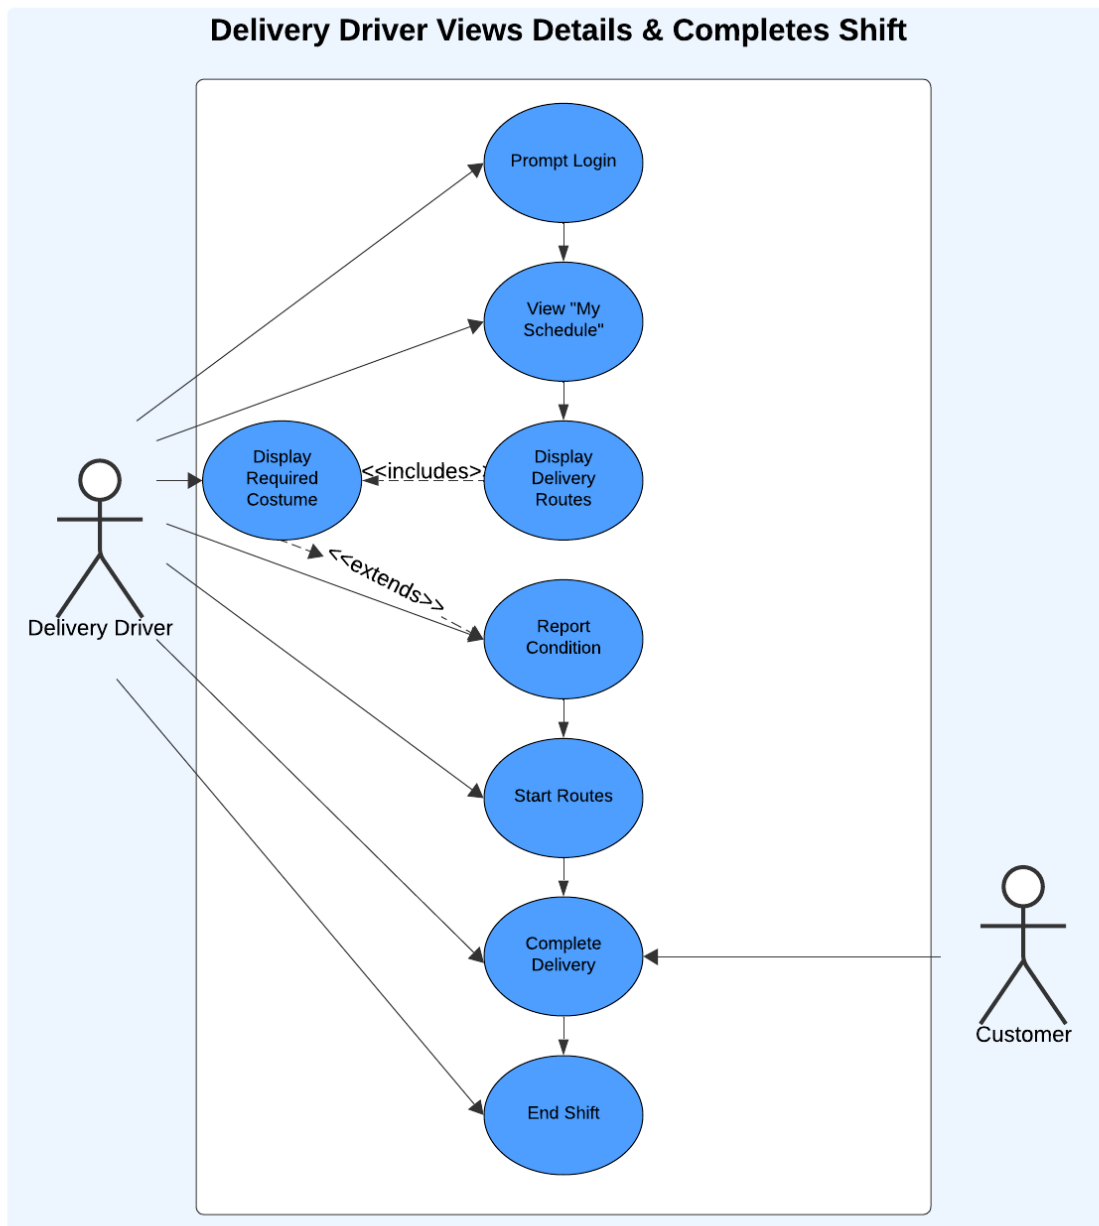 Delivery Driver Views Details & Completes Shift
Prompt Login
View "My
Schedule"
Display
Required
Costume
<<includes>>
Display
Delivery
Routes
<<extends>>
Report
Condition
Delivery Driver
Start Routes
Complete
Delivery
Customer
End Shift